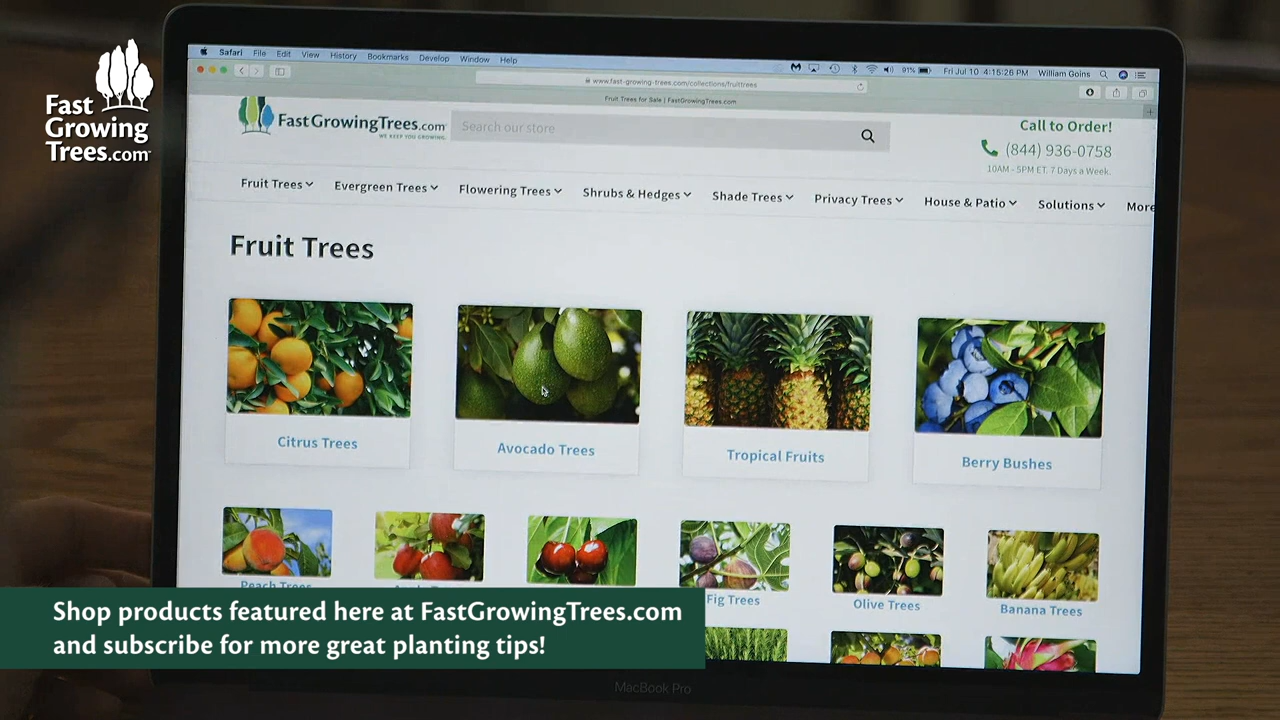 Fast
Growing
Trees.com
Safari File Edit View History Bookmarks Develop Window Help
91% Fri Jul 10 4:15:26 PM William Goins
www.fast-growing-trees.com/collections/fruittrees
Fruit Trees for Sale | FastGrowingTrees.com
FastGrowingTrees.com
WE KEEP YOU GROWING.
Search our store
Call to Order!
(844) 936-0758
10AM - 5PM ET. 7 Days a Week.
Fruit Trees Evergreen Trees Flowering Trees Shrubs & Hedges Shade Trees Privacy Trees House & Patio Solutions More
Fruit Trees
Citrus Trees Avocado Trees Tropical Fruits Berry Bushes
Peach Trees Fig Trees Olive Trees Banana Trees
Shop products featured here at FastGrowingTrees.com
and subscribe for more great planting tips!
MacBook Pro